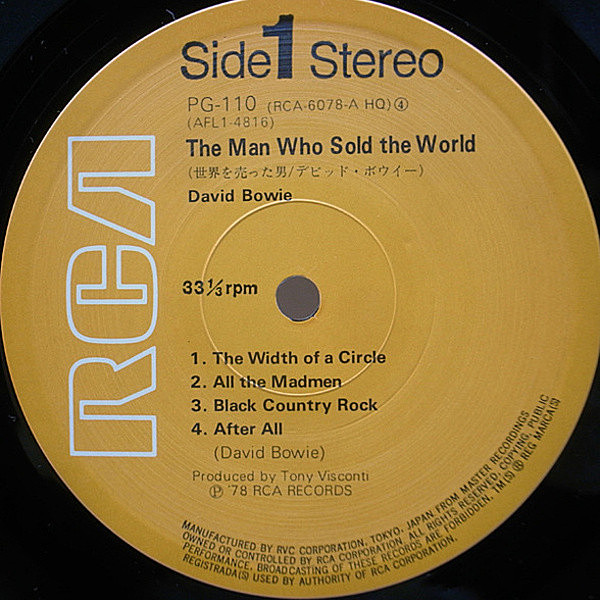 Side 1 Stereo
PG-110 (RCA-6078-A HQ)④
(AFL1-4816)
The Man Who Sold the World
(世界を売った男/デビッド・ボウイー)
David Bowie
RCA
33⅓rpm
1. The Width of a Circle
2. All the Madmen
3. Black Country Rock
4. After All
(David Bowie)
Produced by Tony Visconti
Ⓟ '78 RCA RECORDS
MANUFACTURED BY RVC CORPORATION, TOKYO, JAPAN FROM MASTER RECORDINGS
OWNED OR CONTROLLED BY RCA CORPORATION. ALL RIGHTS RESERVED. COPYING, PUBLIC
PERFORMANCE, BROADCASTING OF THESE RECORDS ARE FORBIDDEN. TM(S) ® REG MARCA(S)
REGISTRADA(S) USED BY AUTHORITY OF RCA CORPORATION.